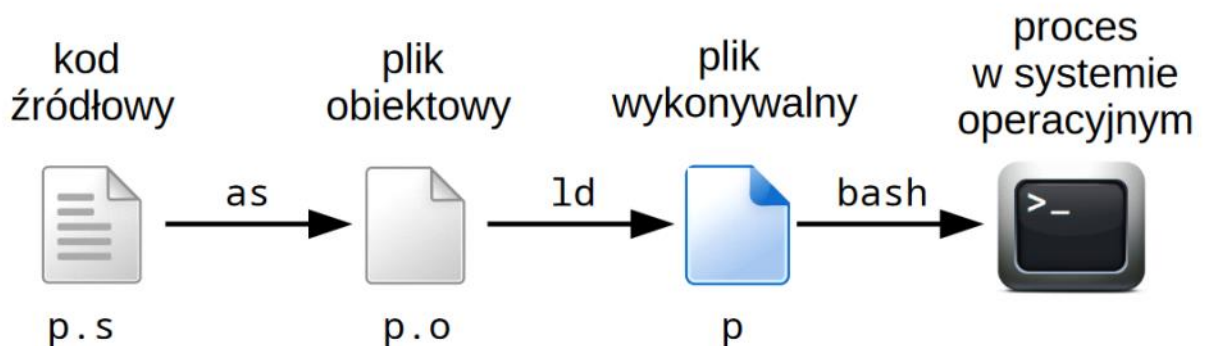 kod
źródłowy
plik
obiektowy
plik
wykonywalny
proces
w systemie
operacyjnym
as
ld
bash
>_
p.s
p.o
p